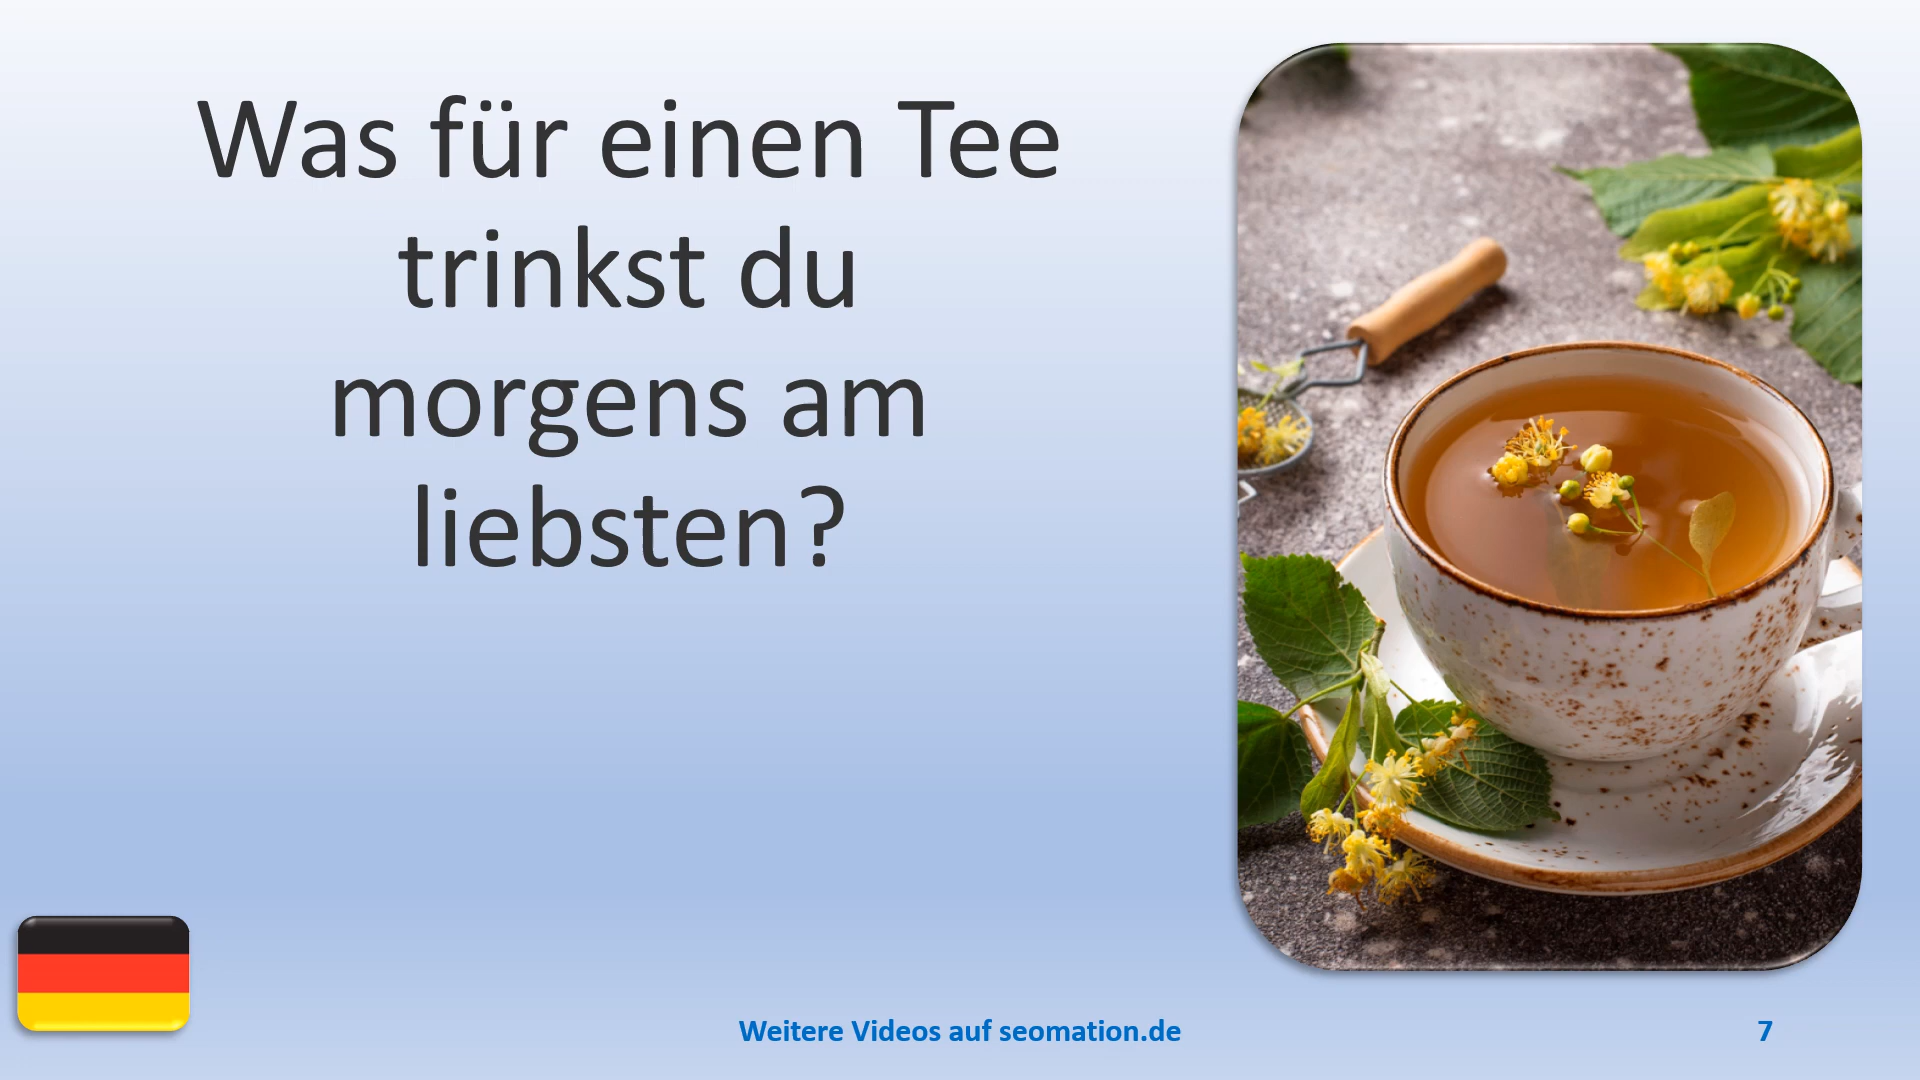 Was für einen Tee
trinkst du
morgens am
liebsten?
Weitere Videos auf seomation.de
7